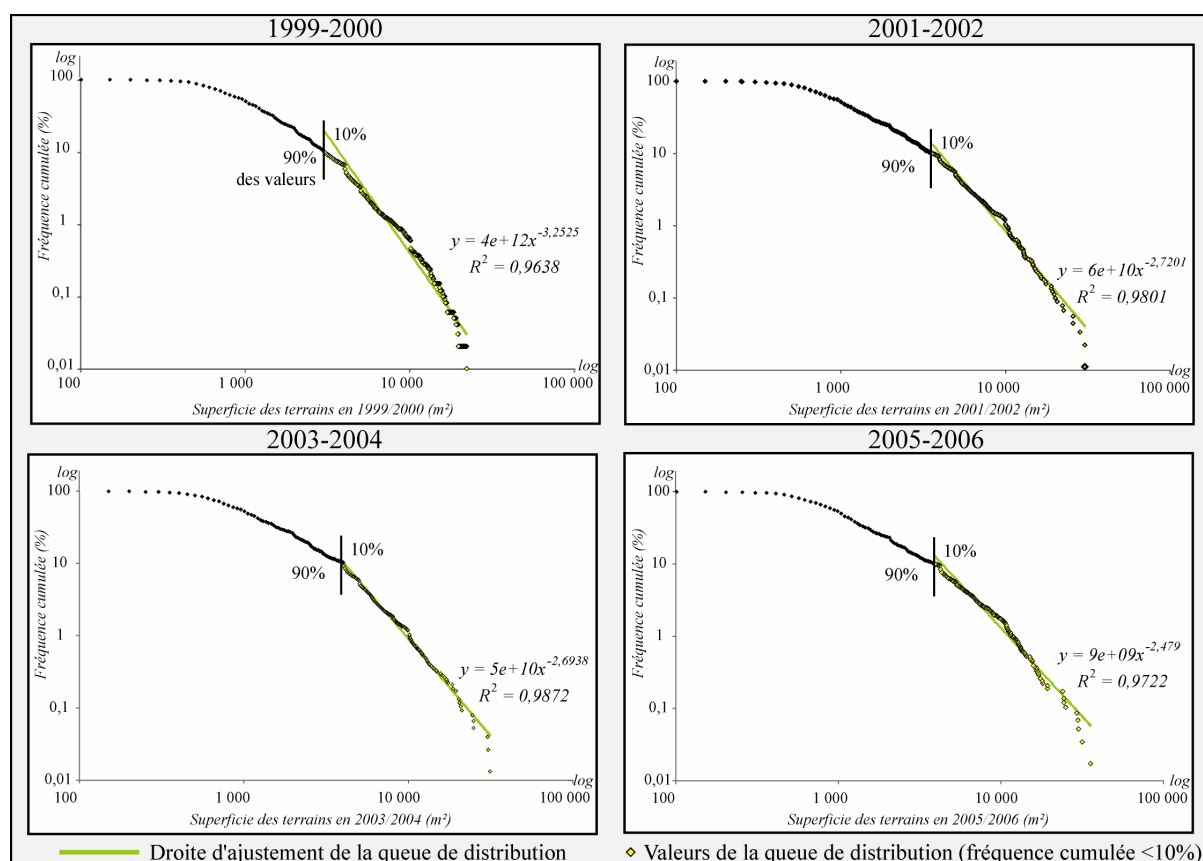 1999-2000
log
100
10
1
0,1
0,01
Fréquence cumulée (%)
10%
90%
des valeurs
y = 4e+12x-3,2525
R2 = 0,9638
log
100
1 000
10 000
100 000
Superficie des terrains en 1999/2000 (m²)
2001-2002
log
100
10
1
0,1
0,01
Fréquence cumulée (%)
10%
90%
y = 6e+10x-2,7201
R2 = 0,9801
log
100
1 000
10 000
100 000
Superficie des terrains en 2001/2002 (m²)
2003-2004
log
100
10
1
0,1
0,01
Fréquence cumulée (%)
10%
90%
y = 5e+10x-2,6938
R2 = 0,9872
log
100
1 000
10 000
100 000
Superficie des terrains en 2003/2004 (m²)
2005-2006
log
100
10
1
0,1
0,01
Fréquence cumulée (%)
10%
90%
y = 9e+09x-2,479
R2 = 0,9722
log
100
1 000
10 000
100 000
Superficie des terrains en 2005/2006 (m²)
Droite d'ajustement de la queue de distribution
Valeurs de la queue de distribution (fréquence cumulée <10%)